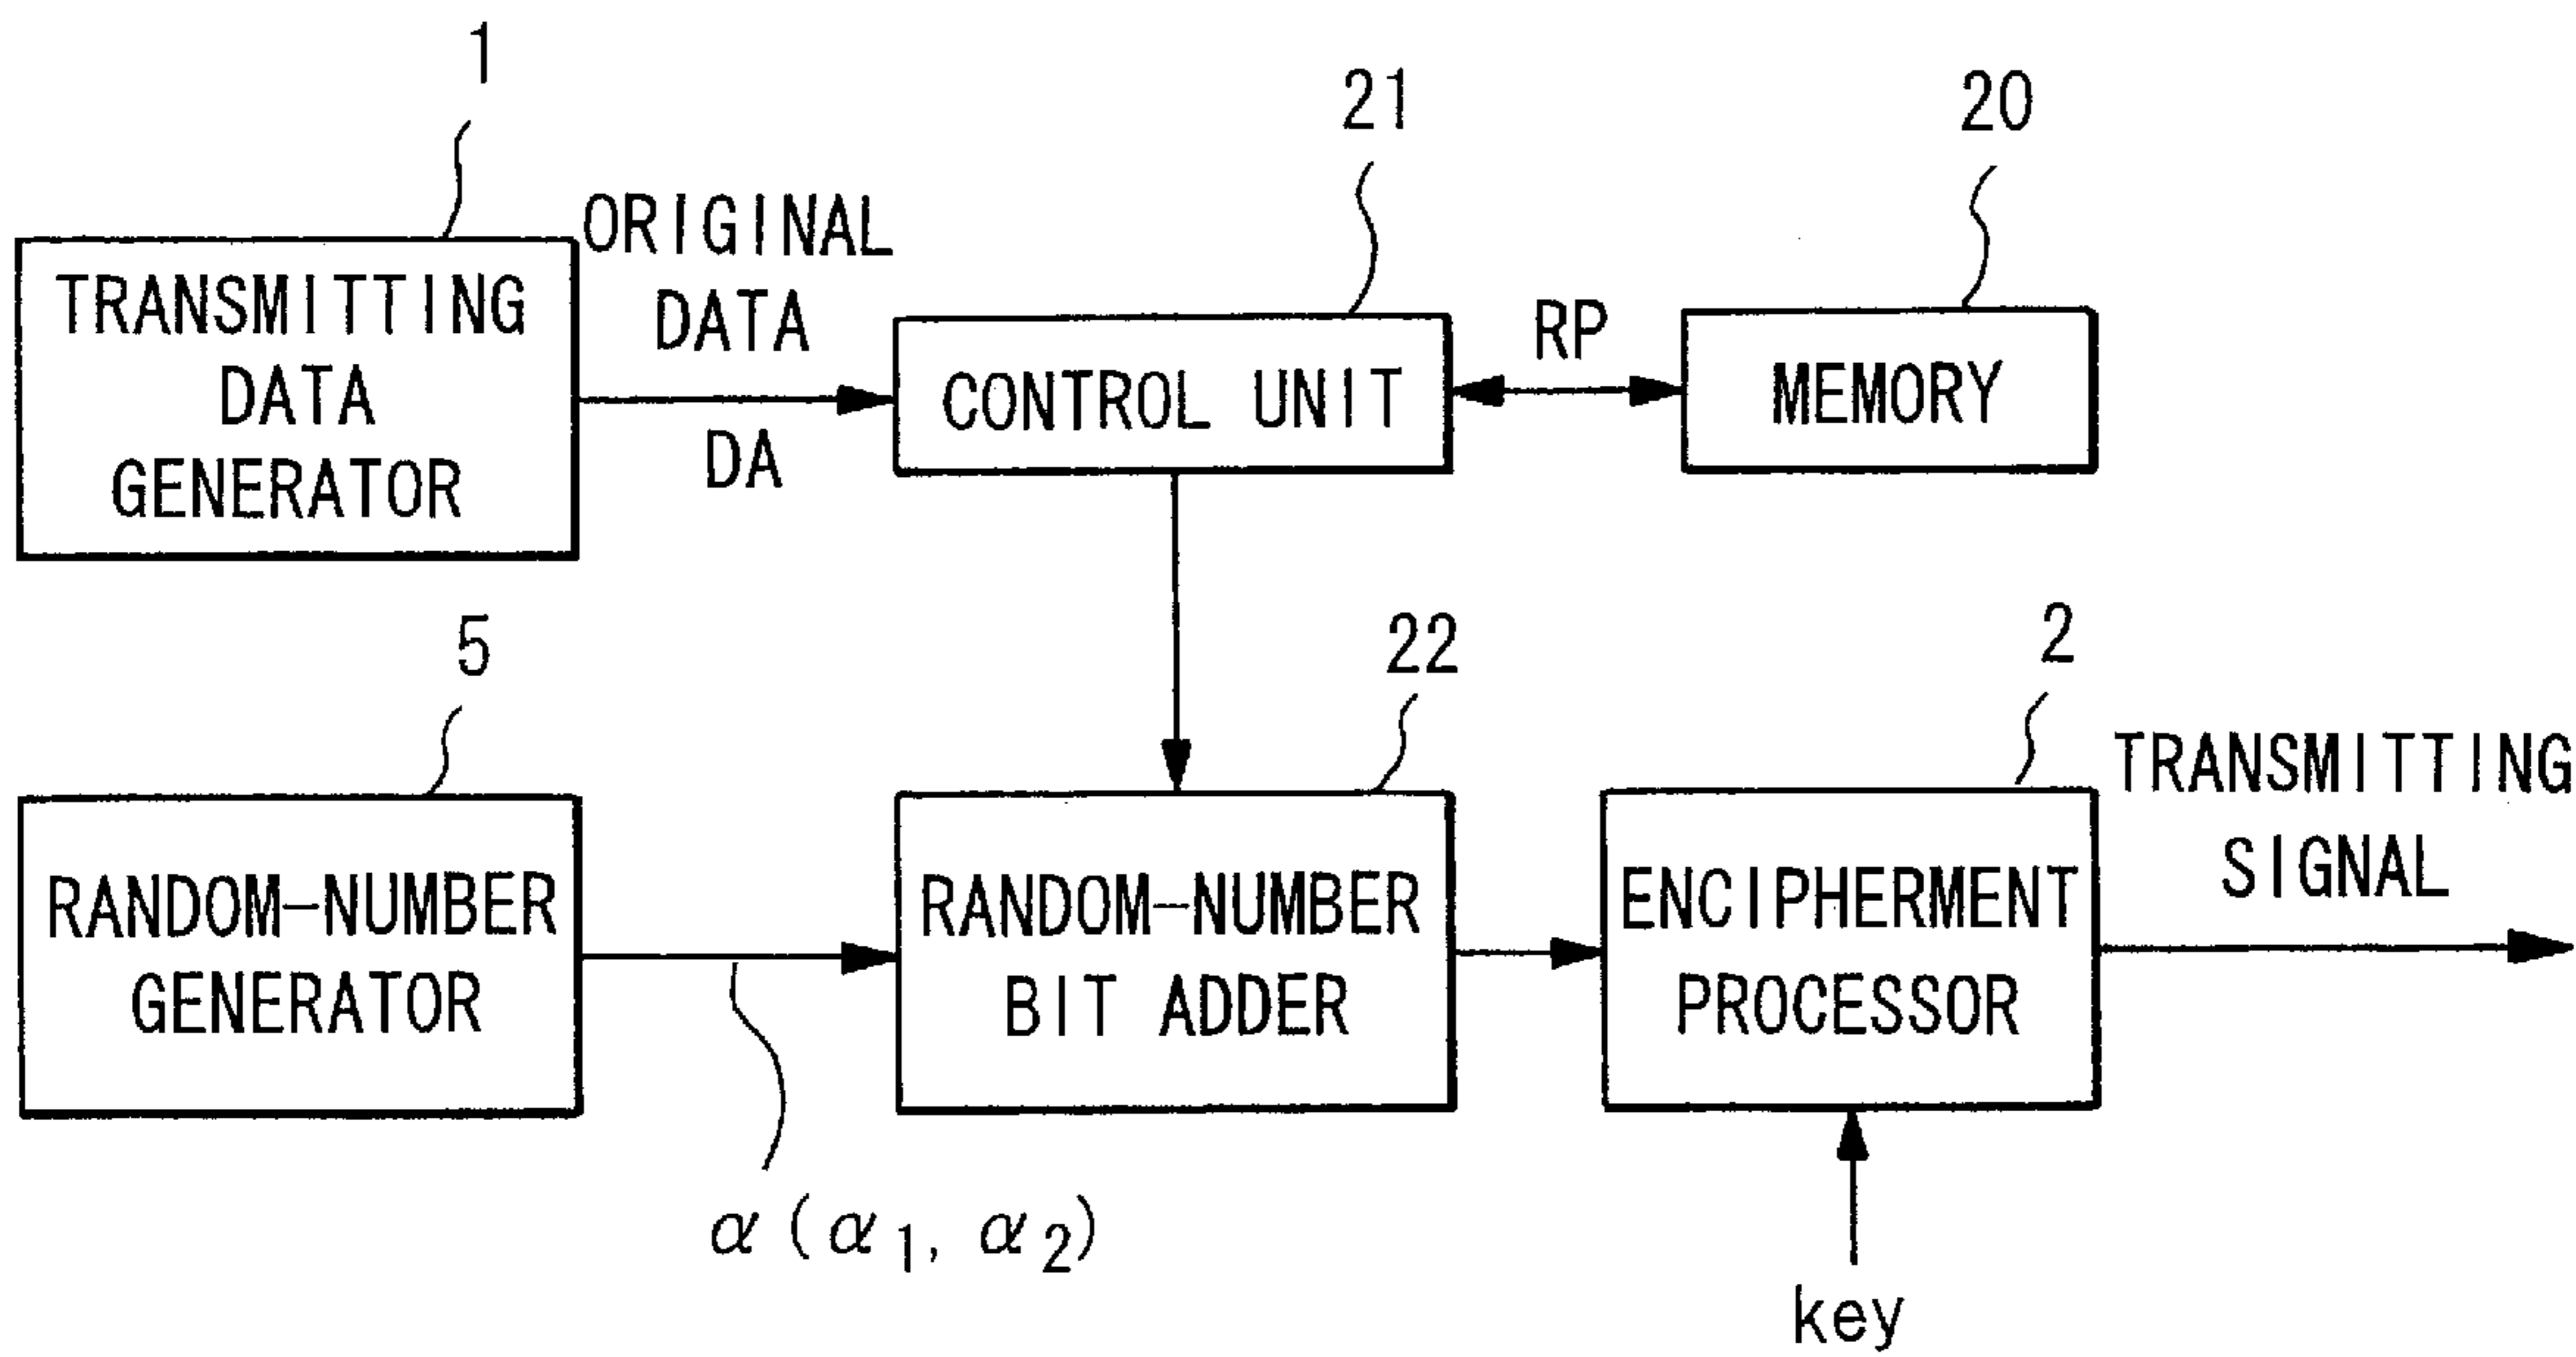 1
21
20
ORIGINAL
DATA
DA
TRANSMITTING
DATA
GENERATOR
CONTROL UNIT
RP
MEMORY
5
22
2
TRANSMITTING
SIGNAL
RANDOM-NUMBER
GENERATOR
RANDOM-NUMBER
BIT ADDER
ENCIPHERMENT
PROCESSOR
α(α1, α2)
key